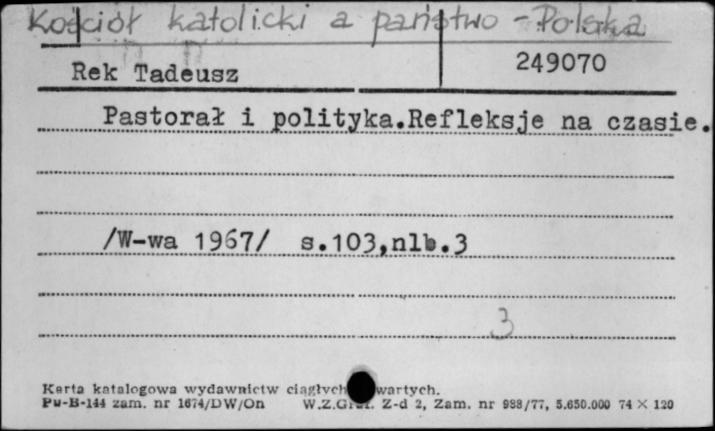 Kościół katolicki a państwo - Polska
Rek Tadeusz
249070
Pastorał i polityka.Refleksje na czasie.
/W-wa 1967/ s.103,nlb.3
3
Karta katalogowa wydawnictw ciągłych wartych.
Pu-B-144 zam. nr 1674/DW/On W.Z.Graf. Z-d 2, Zam. nr 988/77, 5.650.000 74 X 120